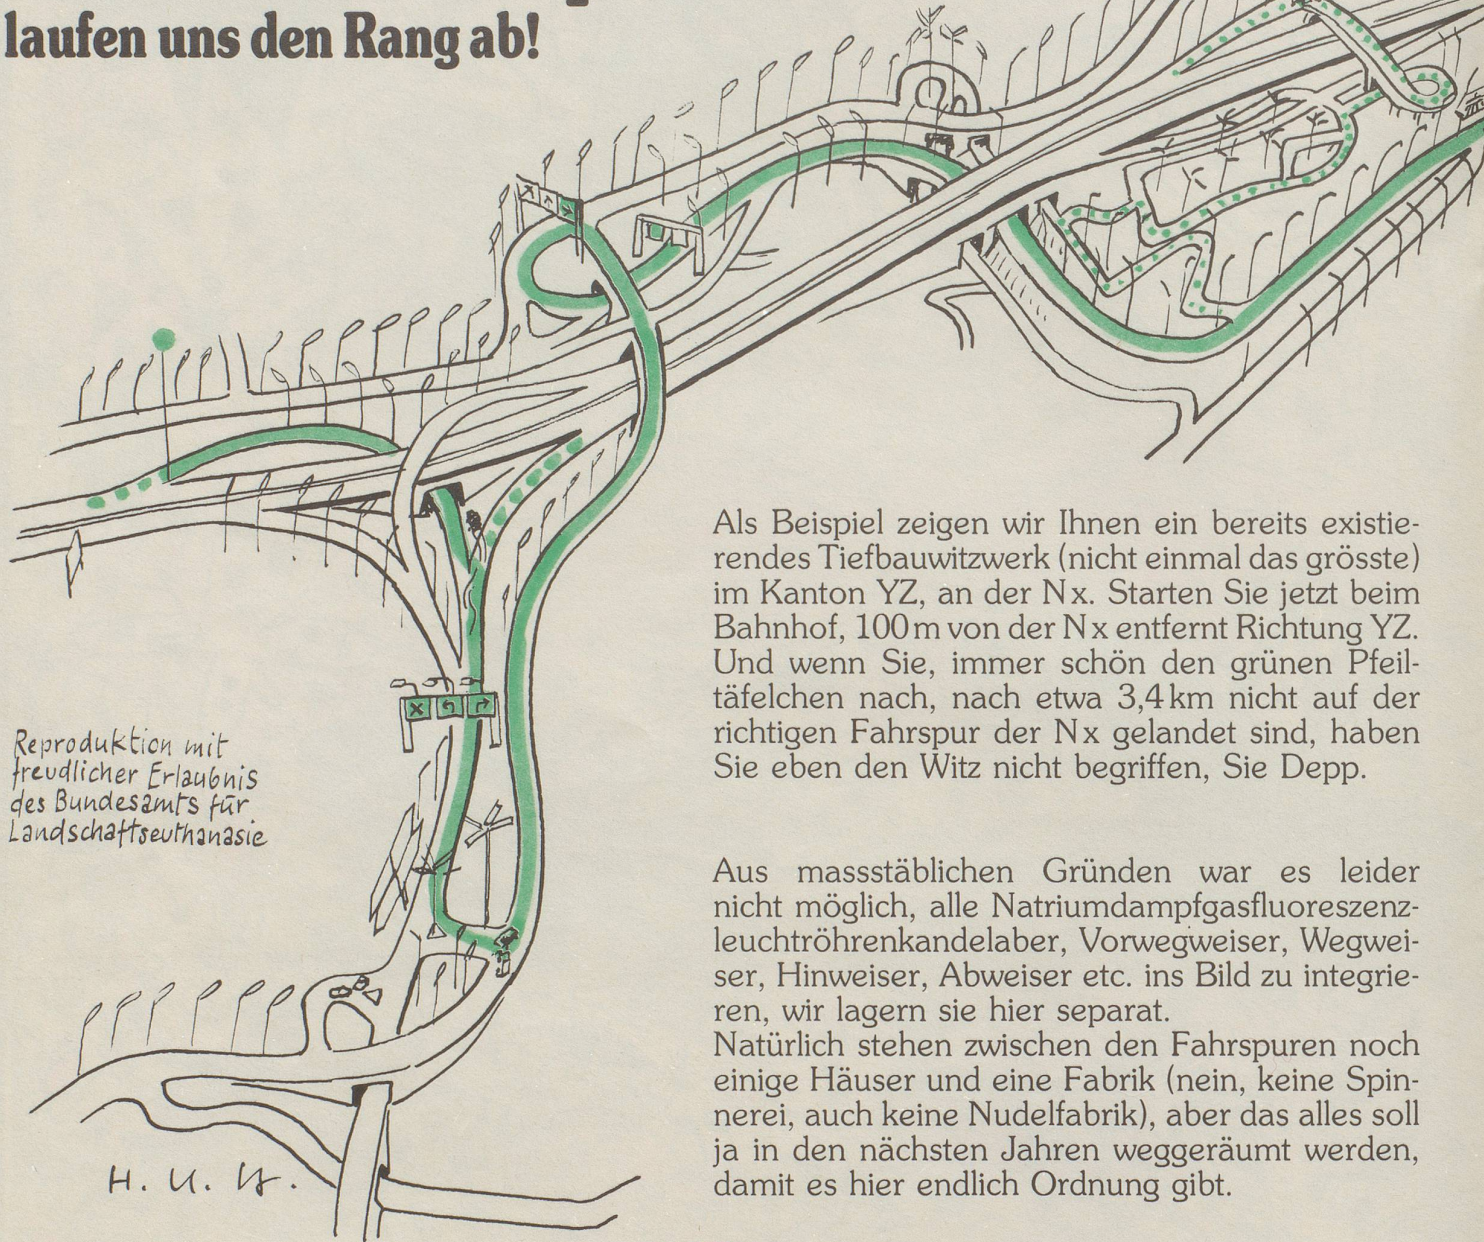 laufen uns den Rang ab!
Als Beispiel zeigen wir Ihnen ein bereits existie-
rendes Tiefbauwitzwerk (nicht einmal das grösste)
im Kanton YZ, an der Nx. Starten Sie jetzt beim
Bahnhof, 100 m von der Nx entfernt Richtung YZ.
Und wenn Sie, immer schön den grünen Pfeil-
täfelchen nach, nach etwa 3,4 km nicht auf der
richtigen Fahrspur der Nx gelandet sind, haben
Sie eben den Witz nicht begriffen, Sie Depp.
Reproduktion mit
freudlicher Erlaubnis
des Bundesamts für
Landschaftseuthanasie
Aus massstäblichen Gründen war es leider
nicht möglich, alle Natriumdampfgasfluoreszenz-
leuchtröhrenkandelaber, Vorwegweiser, Wegwei-
ser, Hinweiser, Abweiser etc. ins Bild zu integrie-
ren, wir lagern sie hier separat.
Natürlich stehen zwischen den Fahrspuren noch
einige Häuser und eine Fabrik (nein, keine Spin-
nerei, auch keine Nudelfabrik), aber das alles soll
ja in den nächsten Jahren weggeräumt werden,
damit es hier endlich Ordnung gibt.
H. U.